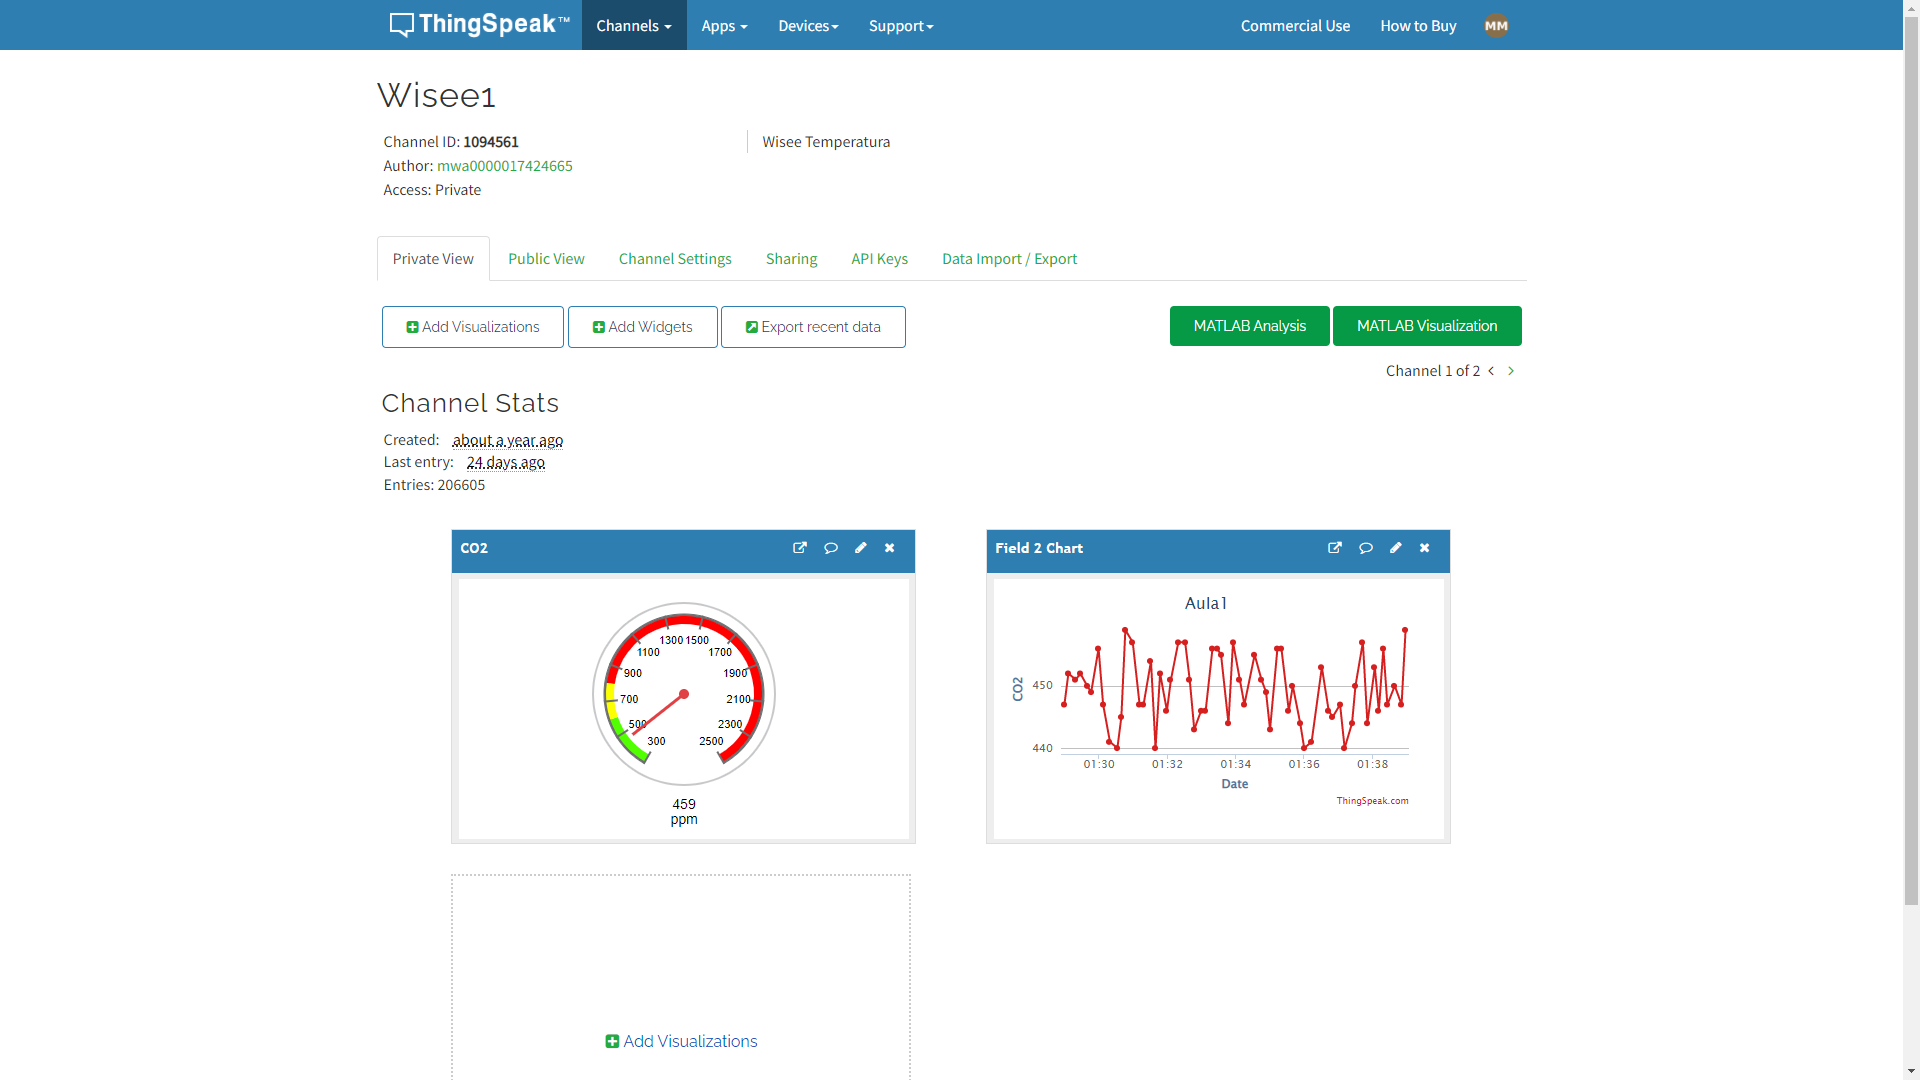 ThingSpeak™ Channels Apps Devices Support Commercial Use How to Buy MM
Wisee1
Channel ID: 1094561
Wisee Temperatura
Author: mwa0000017424665
Access: Private
Private View Public View Channel Settings Sharing API Keys Data Import / Export
Add Visualizations Add Widgets Export recent data MATLAB Analysis MATLAB Visualization
Channel 1 of 2 < >
Channel Stats
Created: about a year ago
Last entry: 24 days ago
Entries: 206605
CO2
300
500
700
900
1100
1300
1500
1700
1900
2100
2300
2500
459
ppm
Field 2 Chart
Aula1
CO2
450
440
01:30 01:32 01:34 01:36 01:38
Date
ThingSpeak.com
Add Visualizations